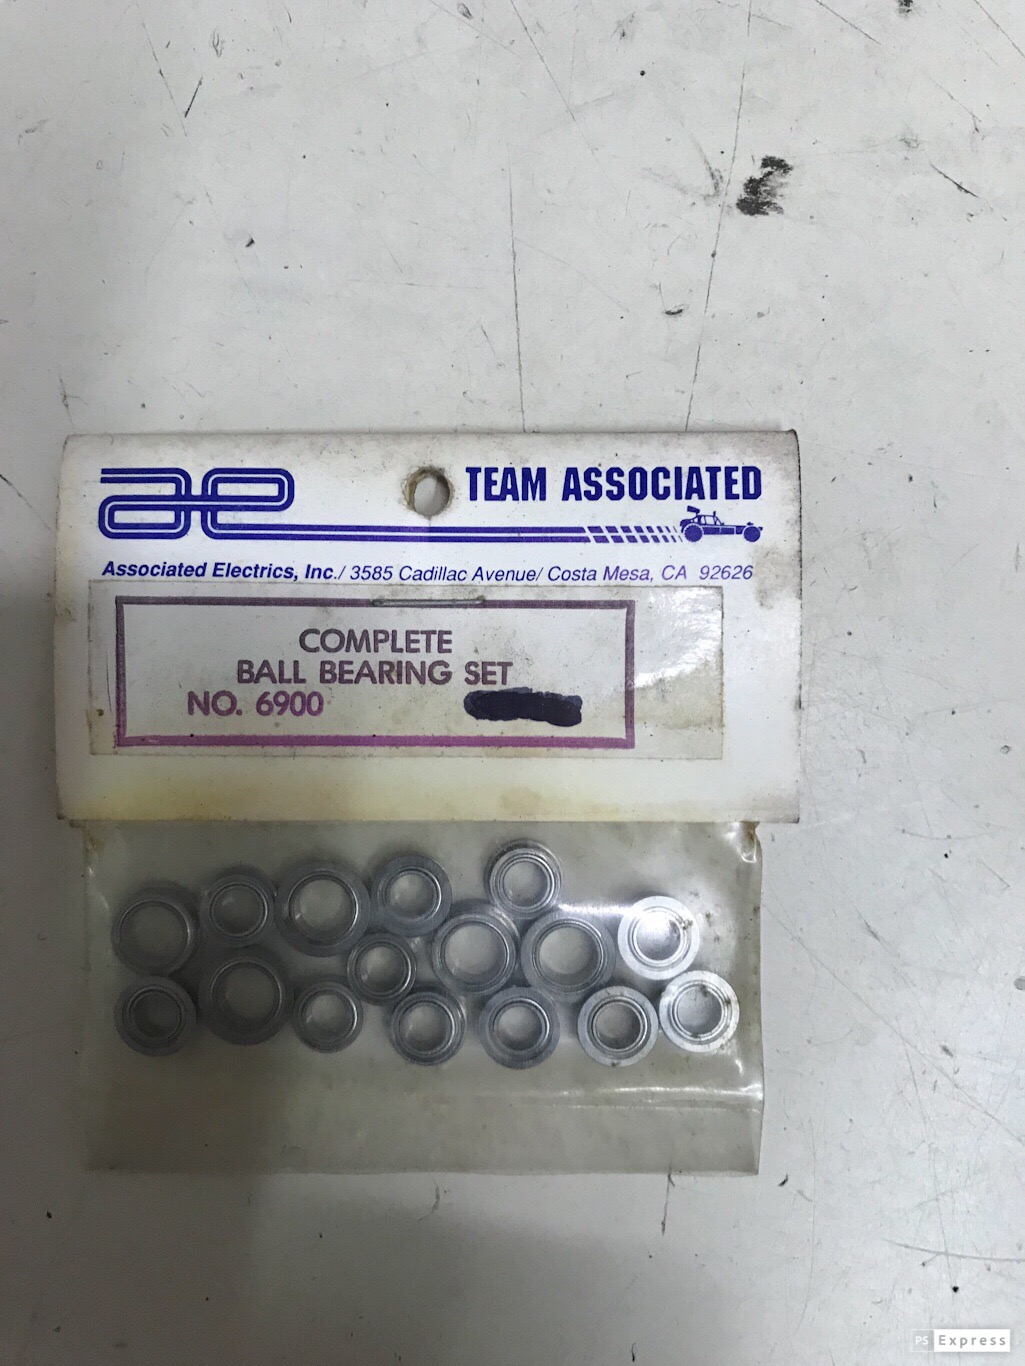 ae
TEAM ASSOCIATED
Associated Electrics, Inc./ 3585 Cadillac Avenue/ Costa Mesa, CA 92626
COMPLETE
BALL BEARING SET
NO. 6900
PS Express